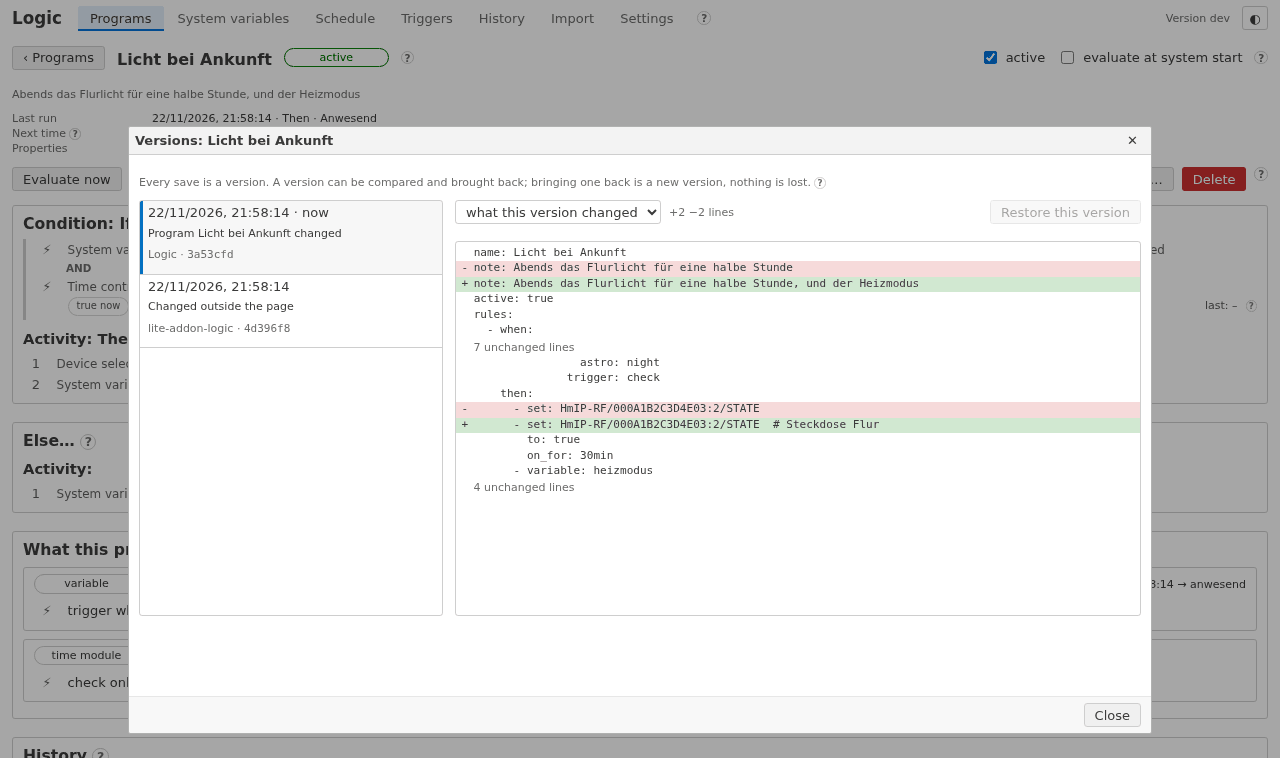 Logic Programs System variables Schedule Triggers History Import Settings ? Version dev
‹ Programs Licht bei Ankunft active ? active evaluate at system start ?
Abends das Flurlicht für eine halbe Stunde, und der Heizmodus
Last run 22/11/2026, 21:58:14 · Then · Anwesend
Next time ?
Properties
Evaluate now … Delete ?
Versions: Licht bei Ankunft ✕
Every save is a version. A version can be compared and brought back; bringing one back is a new version, nothing is lost. ?
22/11/2026, 21:58:14 · now
Program Licht bei Ankunft changed
Logic · 3a53cfd
22/11/2026, 21:58:14
Changed outside the page
lite-addon-logic · 4d396f8
what this version changed +2 −2 lines Restore this version
name: Licht bei Ankunft
- note: Abends das Flurlicht für eine halbe Stunde
+ note: Abends das Flurlicht für eine halbe Stunde, und der Heizmodus
active: true
rules:
- when:
7 unchanged lines
astro: night
trigger: check
then:
- - set: HmIP-RF/000A1B2C3D4E03:2/STATE
+ - set: HmIP-RF/000A1B2C3D4E03:2/STATE # Steckdose Flur
to: true
on_for: 30min
- variable: heizmodus
4 unchanged lines
Close
Condition: If
System va
AND
Time cont
true now
last: – ?
Activity: The
1 Device selec
2 System vari
Else… ?
Activity:
1 System vari
What this pr
variable 3:14 → anwesend
trigger wh
time module
check onl
History ?